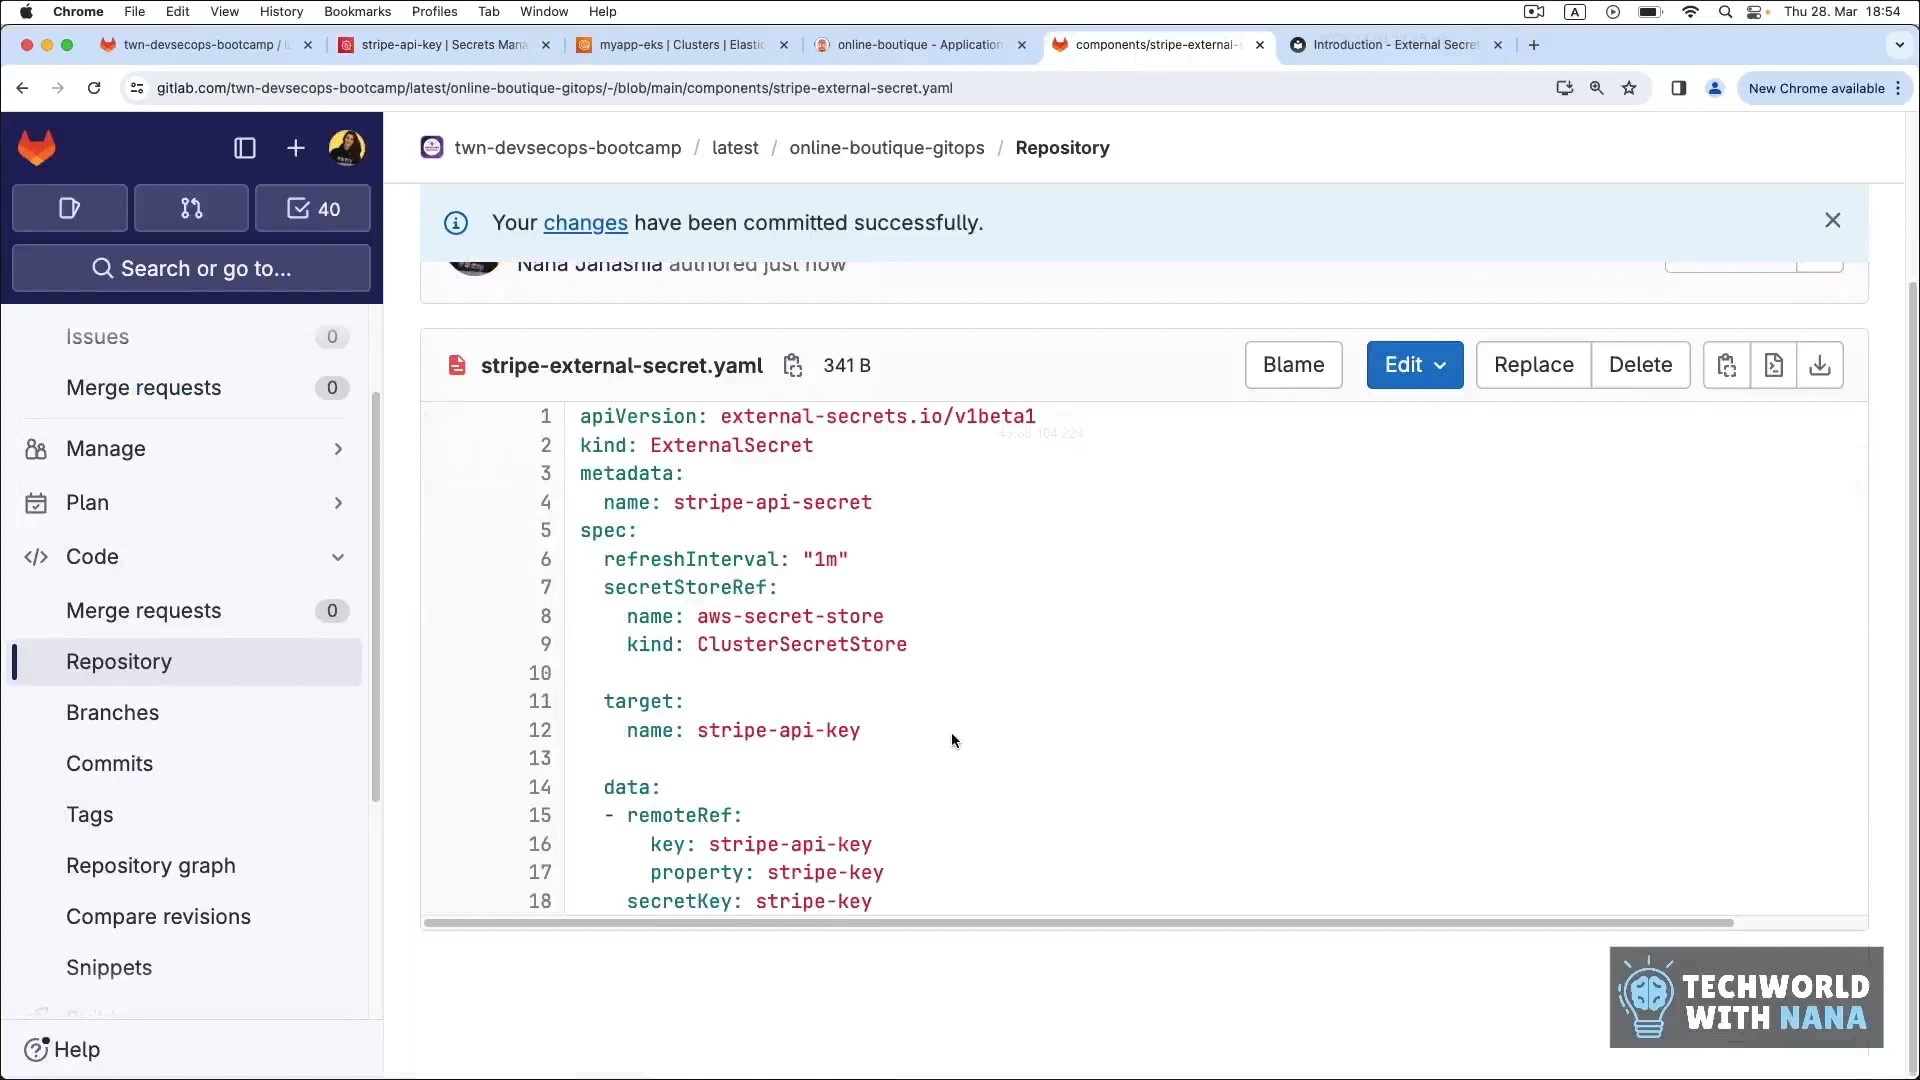 Chrome File Edit View History Bookmarks Profiles Tab Window Help A Thu 28. Mar 18:54
twn-devsecops-bootcamp / stripe-api-key | Secrets Mana myapp-eks | Clusters | Elastic online-boutique - Application components/stripe-external- Introduction - External Secret
gitlab.com/twn-devsecops-bootcamp/latest/online-boutique-gitops/-/blob/main/components/stripe-external-secret.yaml New Chrome available
twn-devsecops-bootcamp / latest / online-boutique-gitops / Repository
40
Search or go to...
Issues 0
Merge requests 0
Manage
Plan
Code
Merge requests 0
Repository
Branches
Commits
Tags
Repository graph
Compare revisions
Snippets
Help
Your changes have been committed successfully.
Nana Janashia authored just now
stripe-external-secret.yaml 341 B Blame Edit Replace Delete
1 apiVersion: external-secrets.io/v1beta1
2 kind: ExternalSecret
3 metadata:
4 name: stripe-api-secret
5 spec:
6 refreshInterval: "1m"
7 secretStoreRef:
8 name: aws-secret-store
9 kind: ClusterSecretStore
10
11 target:
12 name: stripe-api-key
13
14 data:
15 - remoteRef:
16 key: stripe-api-key
17 property: stripe-key
18 secretKey: stripe-key
TECHWORLD
WITH NANA